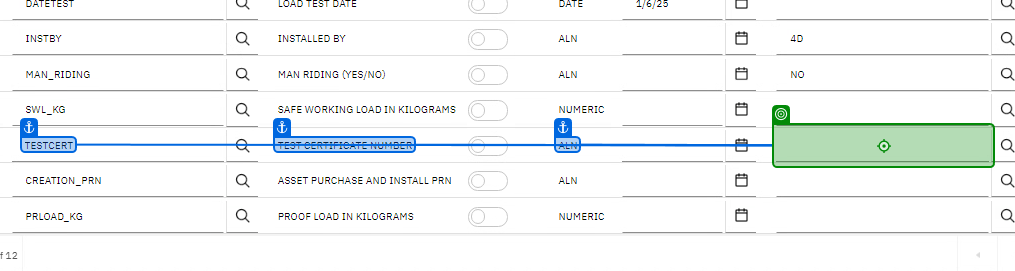 DATETEST LOAD TEST DATE DATE 1/6/25
INSTBY INSTALLED BY ALN 4D
MAN_RIDING MAN RIDING (YES/NO) ALN NO
SWL_KG SAFE WORKING LOAD IN KILOGRAMS NUMERIC
TESTCERT TEST CERTIFICATE NUMBER ALN
CREATION_PRN ASSET PURCHASE AND INSTALL PRN ALN
PRLOAD_KG PROOF LOAD IN KILOGRAMS NUMERIC
f 12